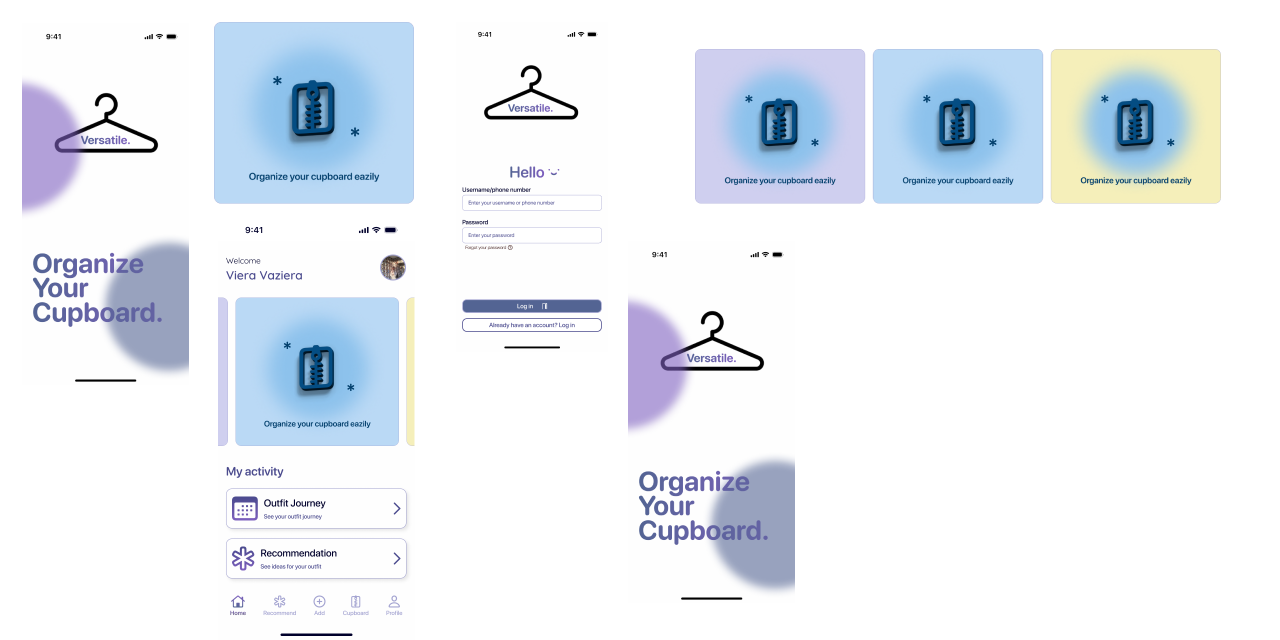 9:41
Versatile.
Organize
Your
Cupboard.
*
*
Organize your cupboard eazily
9:41
Welcome
Viera Vaziera
*
*
Organize your cupboard eazily
My activity
Outfit Journey
See your outfit journey
Recommendation
See ideas for your outfit
Home Recommend Add Cupboard Profile
9:41
Versatile.
Hello
Username/phone number
Enter your username or phone number
Password
Enter your password
Forgot your password
Log in
Already have an account? Log in
*
*
Organize your cupboard eazily
*
*
Organize your cupboard eazily
*
*
Organize your cupboard eazily
9:41
Versatile.
Organize
Your
Cupboard.